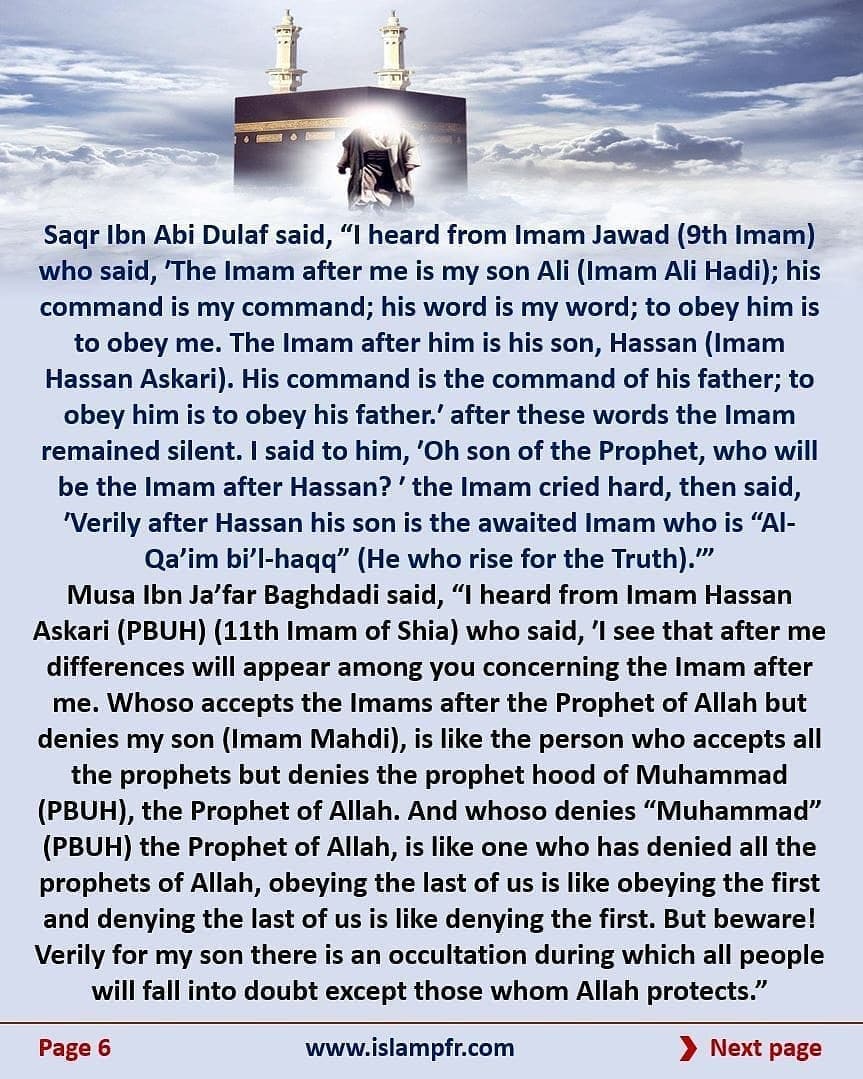 Saqr Ibn Abi Dulaf said, “I heard from Imam Jawad (9th Imam)
who said, ’The Imam after me is my son Ali (Imam Ali Hadi); his
command is my command; his word is my word; to obey him is
to obey me. The Imam after him is his son, Hassan (Imam
Hassan Askari). His command is the command of his father; to
obey him is to obey his father.’ after these words the Imam
remained silent. I said to him, ’Oh son of the Prophet, who will
be the Imam after Hassan? ’ the Imam cried hard, then said,
’Verily after Hassan his son is the awaited Imam who is “Al-
Qa’im bi’l-haqq” (He who rise for the Truth).’”
Musa Ibn Ja’far Baghdadi said, “I heard from Imam Hassan
Askari (PBUH) (11th Imam of Shia) who said, ’I see that after me
differences will appear among you concerning the Imam after
me. Whoso accepts the Imams after the Prophet of Allah but
denies my son (Imam Mahdi), is like the person who accepts all
the prophets but denies the prophet hood of Muhammad
(PBUH), the Prophet of Allah. And whoso denies “Muhammad”
(PBUH) the Prophet of Allah, is like one who has denied all the
prophets of Allah, obeying the last of us is like obeying the first
and denying the last of us is like denying the first. But beware!
Verily for my son there is an occultation during which all people
will fall into doubt except those whom Allah protects.”
Page 6 www.islampfr.com ❯ Next page